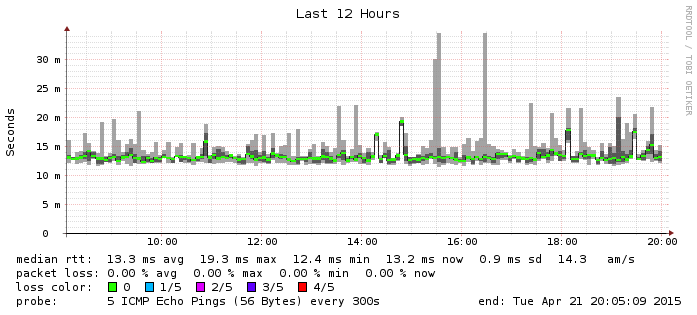 Last 12 Hours
RRDTOOL / TOBI OETIKER
Seconds
30 m
25 m
20 m
15 m
10 m
5 m
0
10:00 12:00 14:00 16:00 18:00 20:00
median rtt: 13.3 ms avg 19.3 ms max 12.4 ms min 13.2 ms now 0.9 ms sd 14.3 am/s
packet loss: 0.00 % avg 0.00 % max 0.00 % min 0.00 % now
loss color: 0 1/5 2/5 3/5 4/5
probe: 5 ICMP Echo Pings (56 Bytes) every 300s end: Tue Apr 21 20:05:09 2015